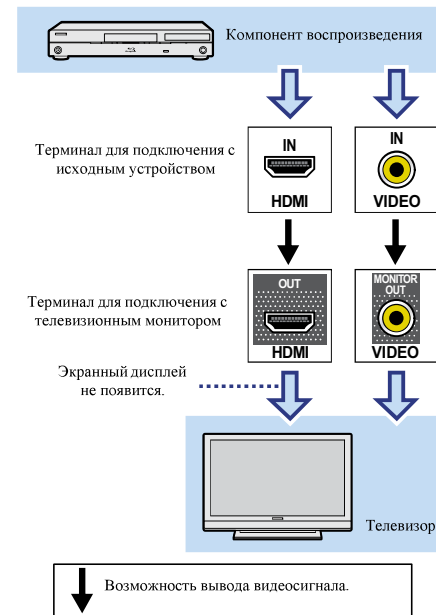 Компонент воспроизведения
Терминал для подключения с
исходным устройством
IN
HDMI
IN
VIDEO
Терминал для подключения с
телевизионным монитором
OUT
HDMI
MONITOR
OUT
VIDEO
Экранный дисплей
не появится.
Телевизор
Возможность вывода видеосигнала.